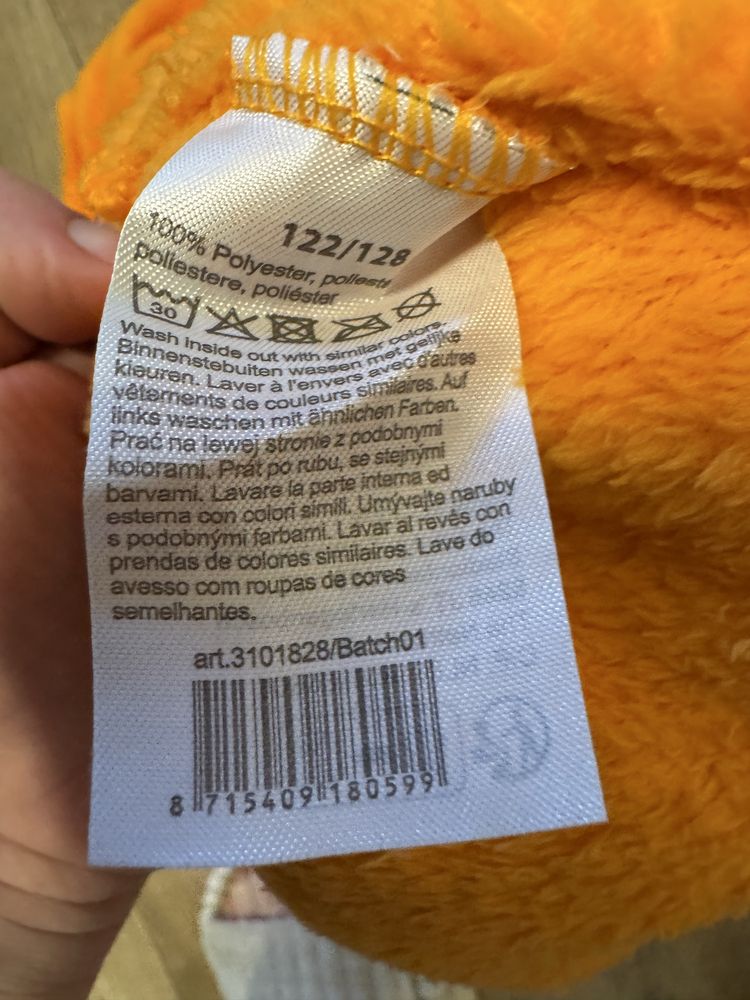 122/128
100% Polyester, poliestere
poliestere, poliéster
30
Wash inside out with similar colors.
Binnenstebuiten wassen met gelijke
kleuren. Laver à l'envers avec d'autres
vêtements de couleurs similaires. Auf
links waschen mit ähnlichen Farben.
Prać na lewej stronie z podobnymi
kolorami. Prát po rubu, se stejnými
barvami. Lavare la parte interna ed
esterna con colori simili. Umývajte naruby
s podobnými farbami. Lavar al revés con
prendas de colores similaires. Lave do
avesso com roupas de cores
semelhantes.
art.3101828/Batch01
8 715409 180599